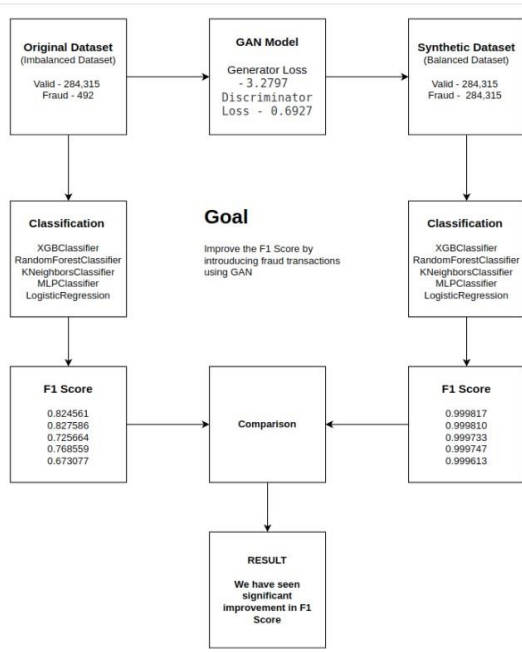 Original Dataset
(Imbalanced Dataset)
Valid - 284,315
Fraud - 492
GAN Model
Generator Loss
- 3.2797
Discriminator
Loss - 0.6927
Synthetic Dataset
(Balanced Dataset)
Valid - 284,315
Fraud - 284,315
Classification
XGBClassifier
RandomForestClassifier
KNeighborsClassifier
MLPClassifier
LogisticRegression
Goal
Improve the F1 Score by
introuducing fraud transactions
using GAN
Classification
XGBClassifier
RandomForestClassifier
KNeighborsClassifier
MLPClassifier
LogisticRegression
F1 Score
0.824561
0.827586
0.725664
0.768559
0.673077
Comparison
F1 Score
0.999817
0.999810
0.999733
0.999747
0.999613
RESULT
We have seen
significant
improvement in F1
Score